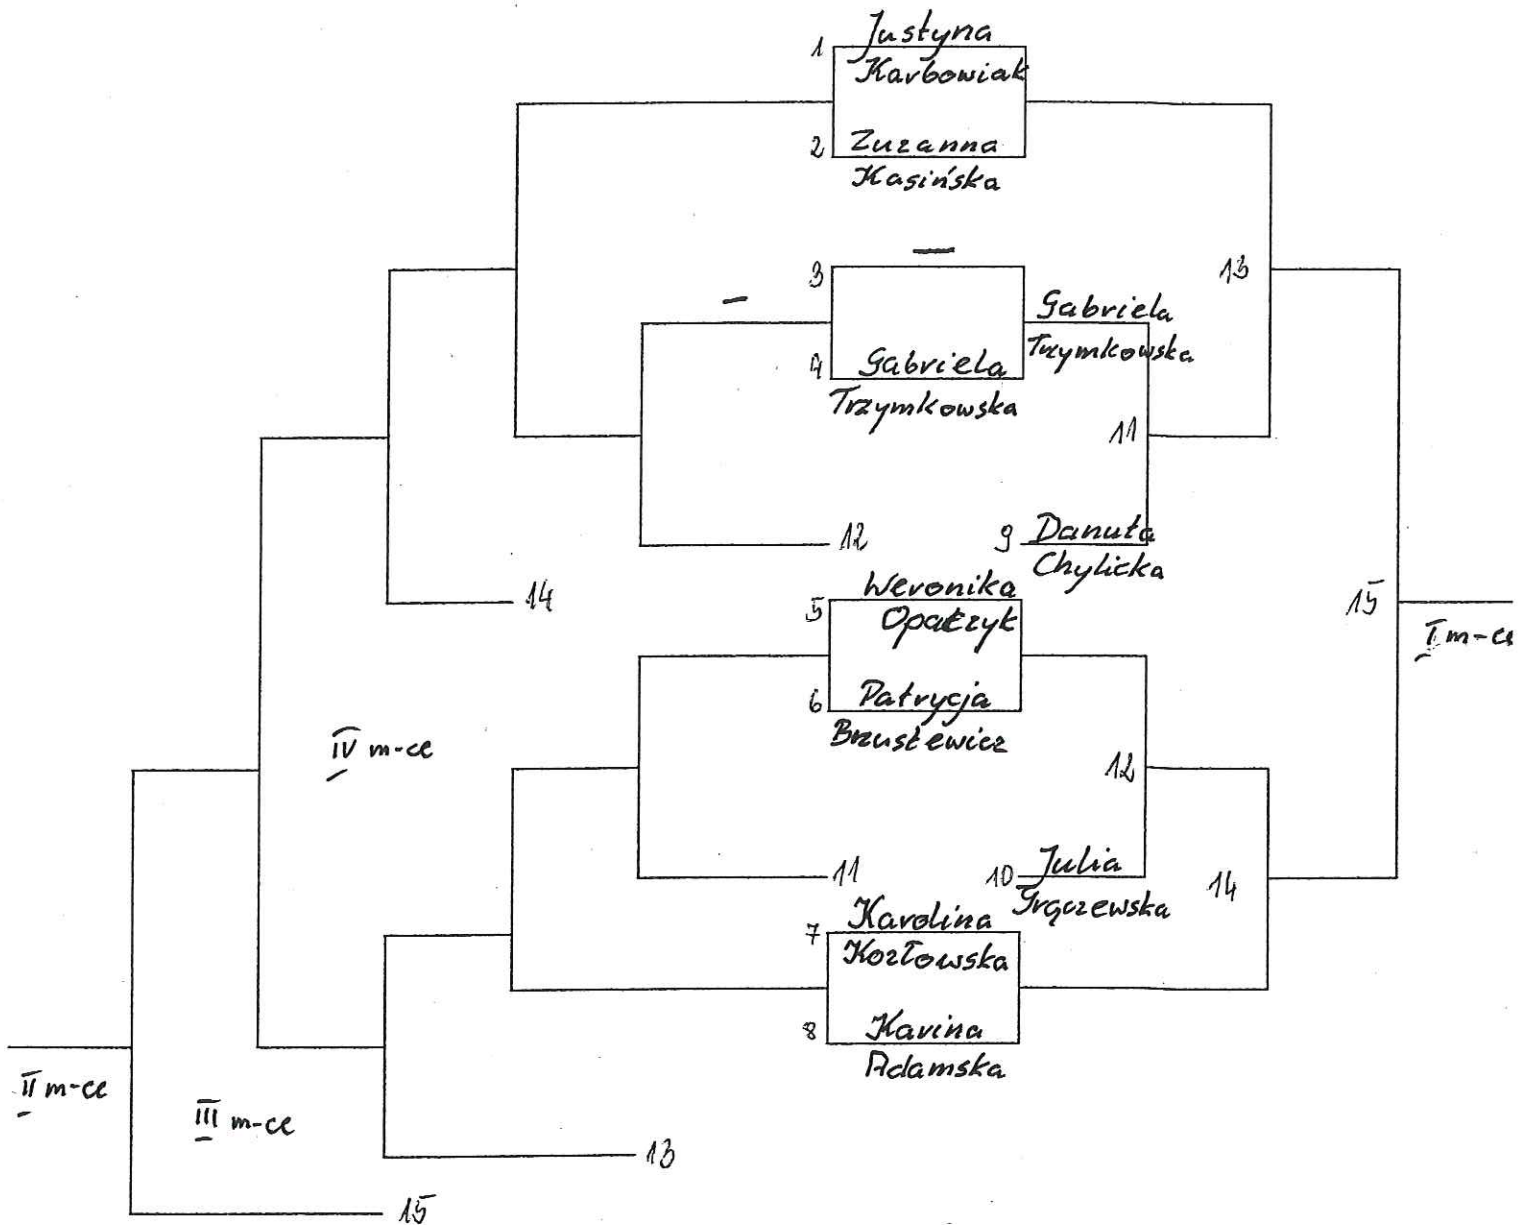 1 Justyna
Karbowiak
2 Zuzanna
Kasińska
—
3
13
–
Gabriela
Trzymkowska
4 Gabriela
Trzymkowska
11
12
9 Danuta
Chylicka
14
5 Weronika
Opatzyk
15
I m-ce
6 Patrycja
Brzustewicz
IV m-ce
12
11
10 Julia
Grączewska
14
7 Karolina
Kozłowska
8 Karina
Adamska
II m-ce
III m-ce
13
15